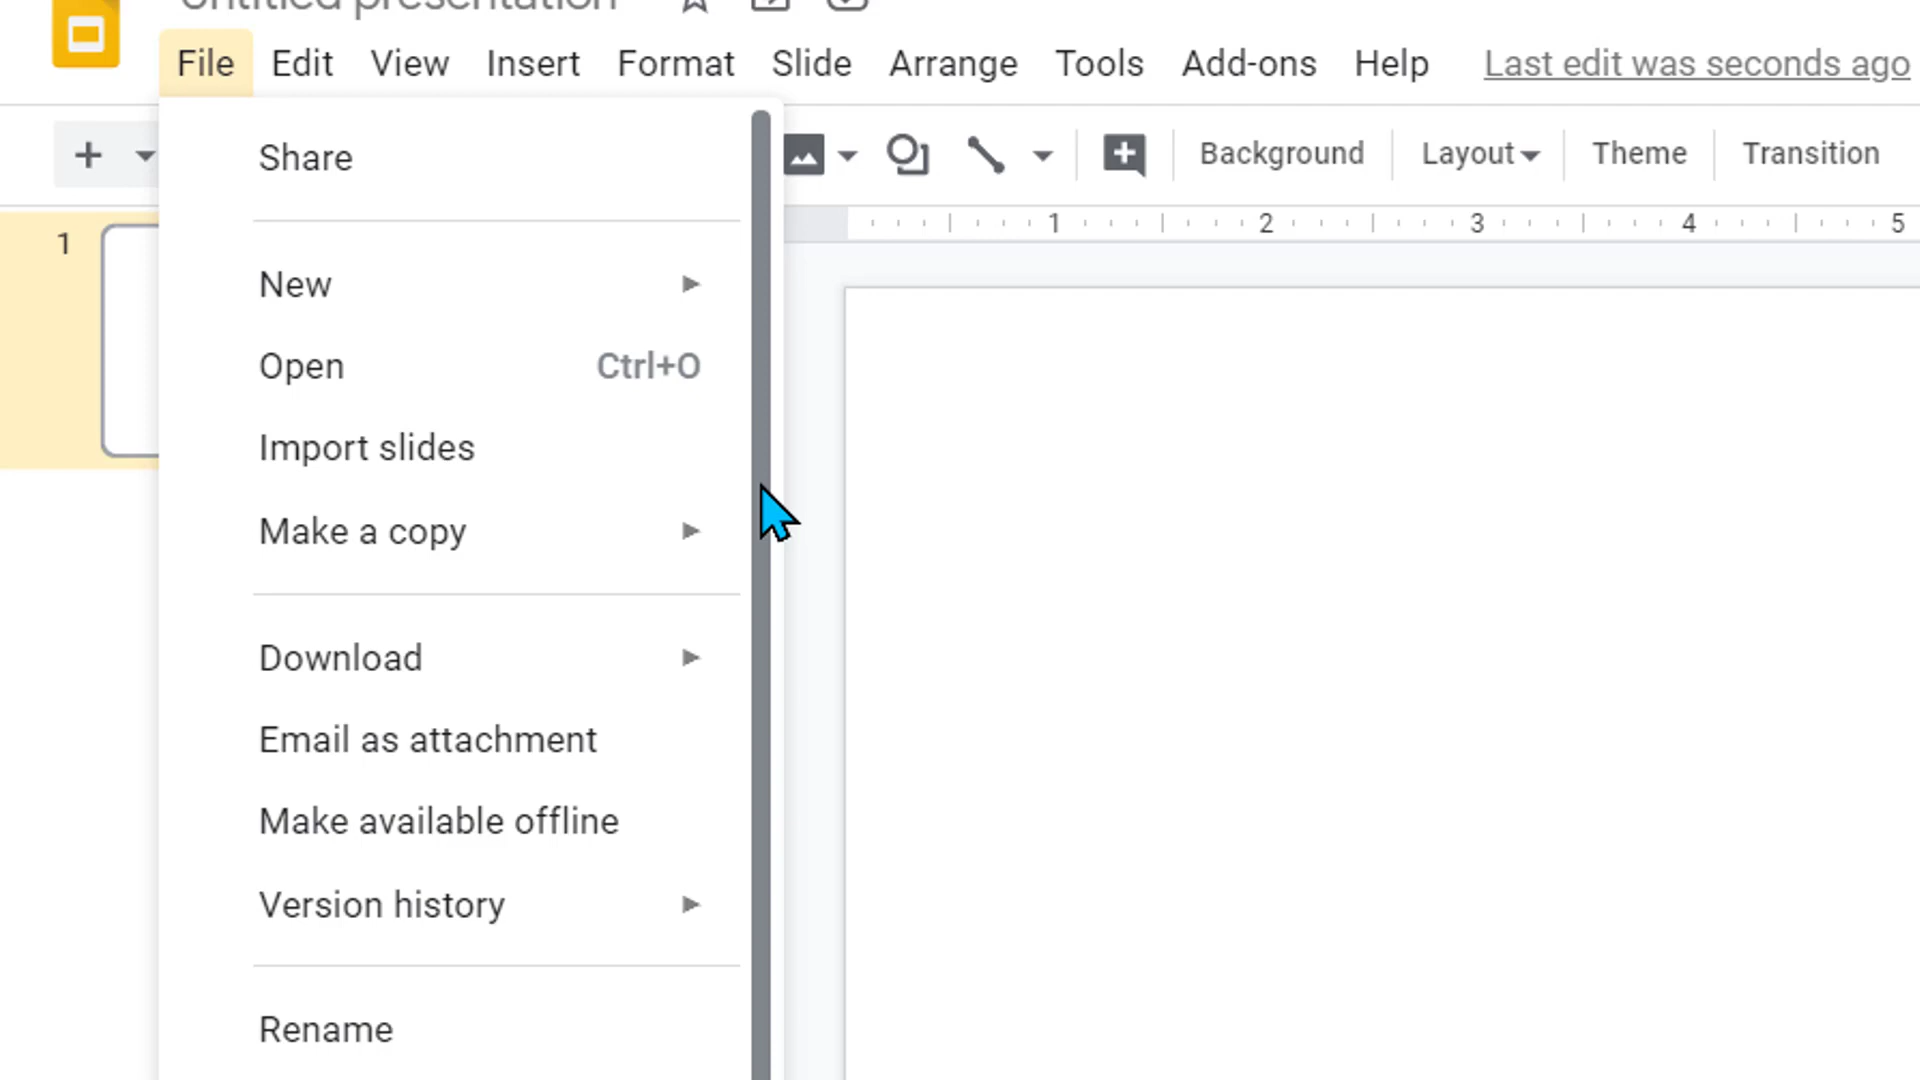 Untitled presentation
File Edit View Insert Format Slide Arrange Tools Add-ons Help Last edit was seconds ago
Background Layout Theme Transition
1 2 3 4 5
1
Share
New
Open Ctrl+O
Import slides
Make a copy
Download
Email as attachment
Make available offline
Version history
Rename